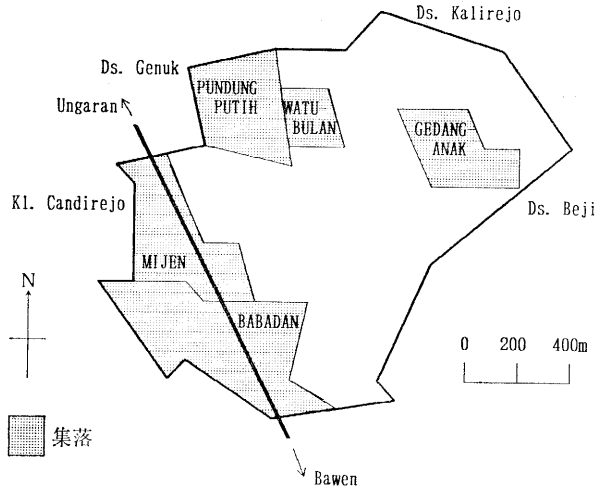 Ds. Kalirejo
Ds. Genuk
PUNDUNG
PUTIH
Ungaran
WATU
BULAN
GEDANG
ANAK
Kl. Candirejo
Ds. Beji
MIJEN
N
BABADAN
0 200 400m
集落
Bawen